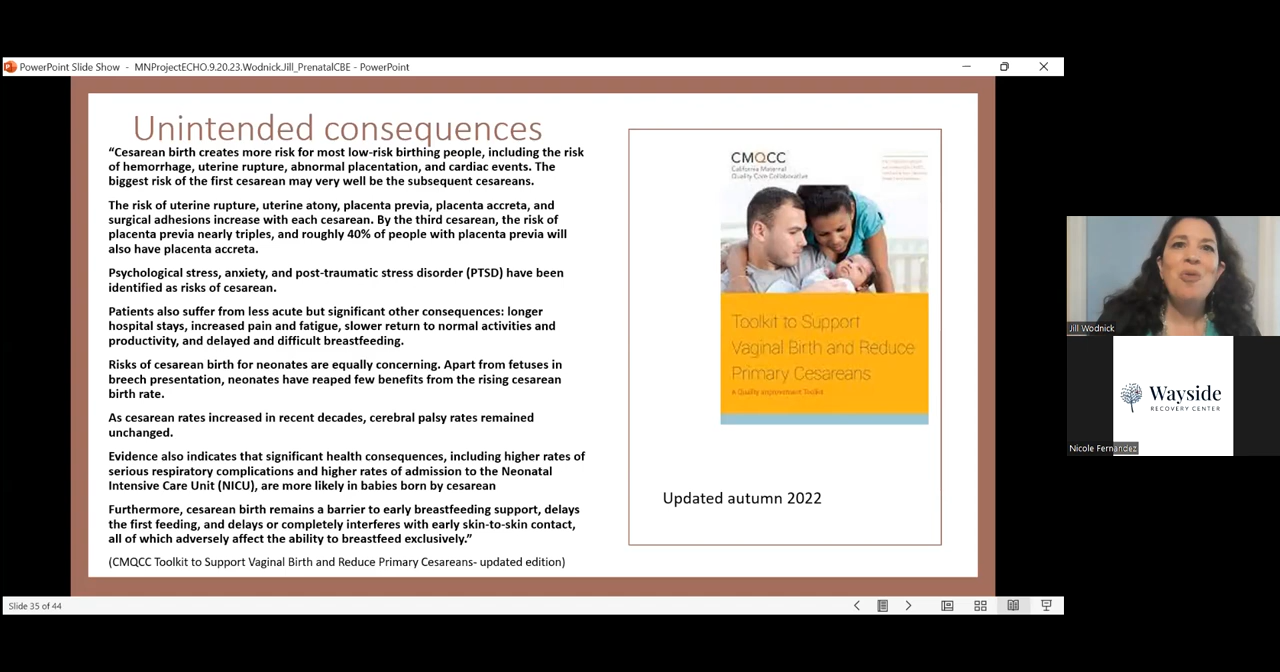 PowerPoint Slide Show - MNProjectECHO.9.20.23.Wodnick.Jill_PrenatalCBE - PowerPoint
Unintended consequences
“Cesarean birth creates more risk for most low-risk birthing people, including the risk
of hemorrhage, uterine rupture, abnormal placentation, and cardiac events. The
biggest risk of the first cesarean may very well be the subsequent cesareans.
The risk of uterine rupture, uterine atony, placenta previa, placenta accreta, and
surgical adhesions increase with each cesarean. By the third cesarean, the risk of
placenta previa nearly triples, and roughly 40% of people with placenta previa will
also have placenta accreta.
Psychological stress, anxiety, and post-traumatic stress disorder (PTSD) have been
identified as risks of cesarean.
Patients also suffer from less acute but significant other consequences: longer
hospital stays, increased pain and fatigue, slower return to normal activities and
productivity, and delayed and difficult breastfeeding.
Risks of cesarean birth for neonates are equally concerning. Apart from fetuses in
breech presentation, neonates have reaped few benefits from the rising cesarean
birth rate.
As cesarean rates increased in recent decades, cerebral palsy rates remained
unchanged.
Evidence also indicates that significant health consequences, including higher rates of
serious respiratory complications and higher rates of admission to the Neonatal
Intensive Care Unit (NICU), are more likely in babies born by cesarean
Furthermore, cesarean birth remains a barrier to early breastfeeding support, delays
the first feeding, and delays or completely interferes with early skin-to-skin contact,
all of which adversely affect the ability to breastfeed exclusively.”
(CMQCC Toolkit to Support Vaginal Birth and Reduce Primary Cesareans- updated edition)
CMQCC
California Maternal
Quality Care Collaborative
Toolkit to Support
Vaginal Birth and Reduce
Primary Cesareans
A Quality Improvement Toolkit
Updated autumn 2022
Slide 35 of 44
Jill Wodnick
Wayside
RECOVERY CENTER
Nicole Fernandez